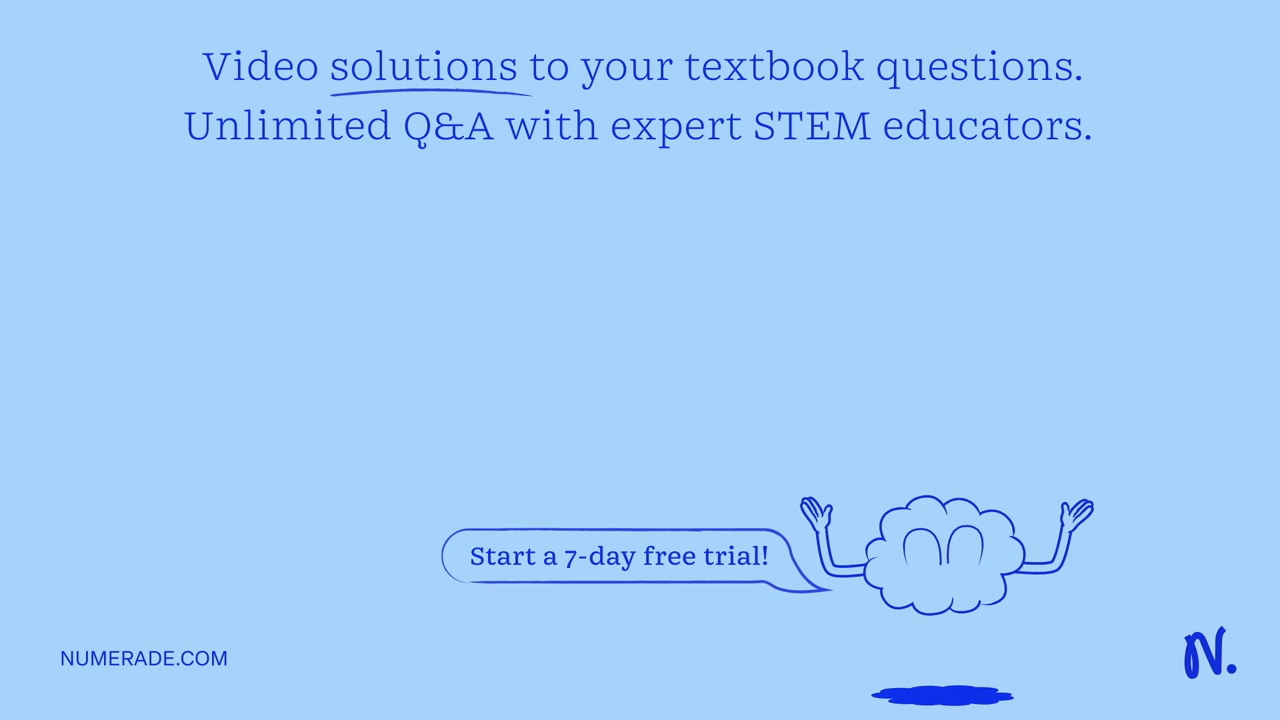 Video solutions to your textbook questions.
Unlimited Q&A with expert STEM educators.
Start a 7-day free trial!
NUMERADE.COM
N.